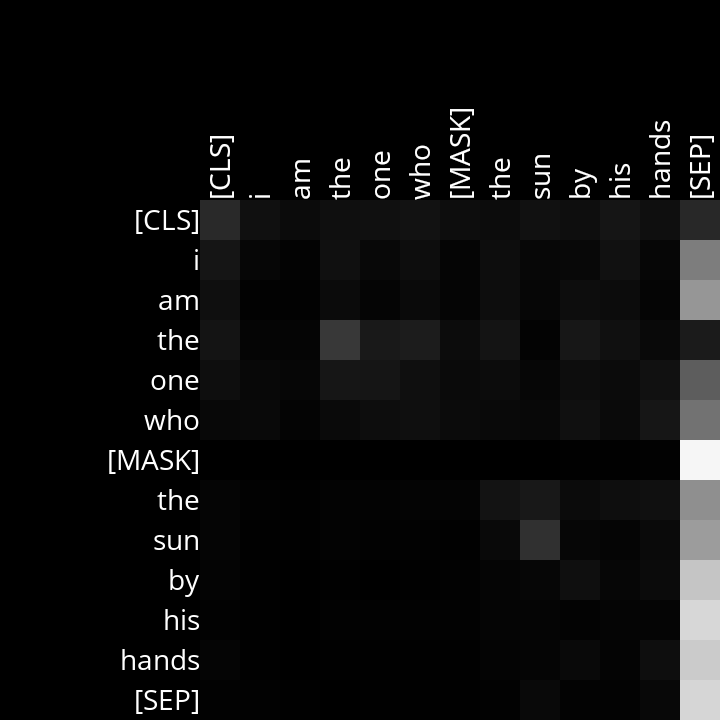 [CLS] i am the one who [MASK] the sun by his hands [SEP]
[CLS]
i
am
the
one
who
[MASK]
the
sun
by
his
hands
[SEP]